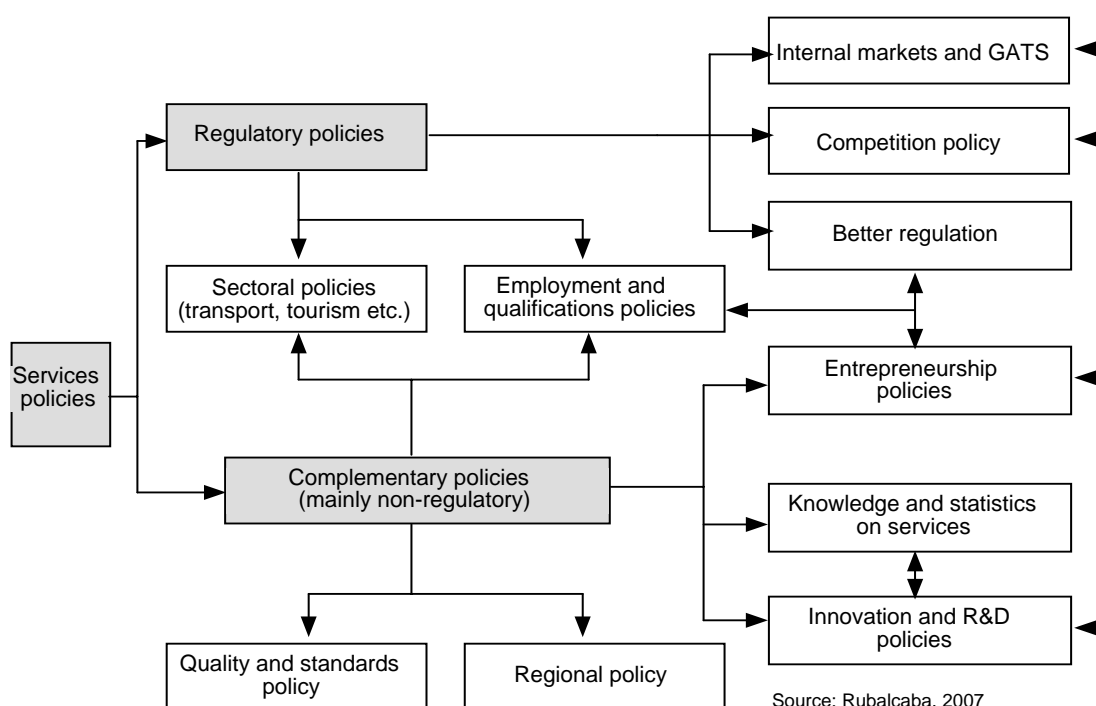 Internal markets and GATS
Regulatory policies
Competition policy
Better regulation
Sectoral policies
(transport, tourism etc.)
Employment and
qualifications policies
Services
policies
Entrepreneurship
policies
Complementary policies
(mainly non-regulatory)
Knowledge and statistics
on services
Innovation and R&D
policies
Quality and standards
policy
Regional policy
Source: Rubalcaba, 2007